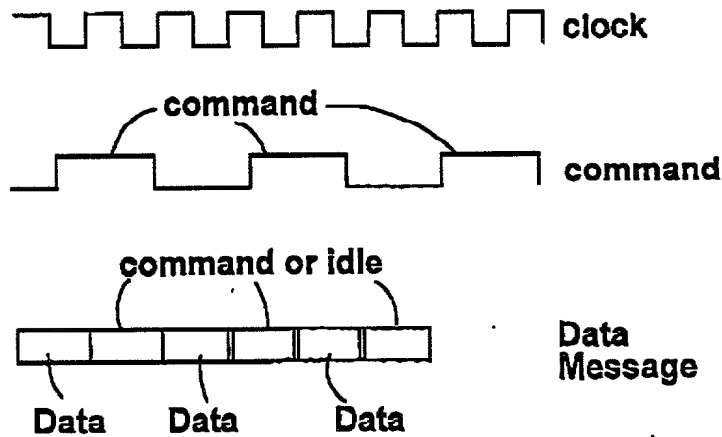 clock
command
command
command or idle
Data
Message
Data
Data
Data